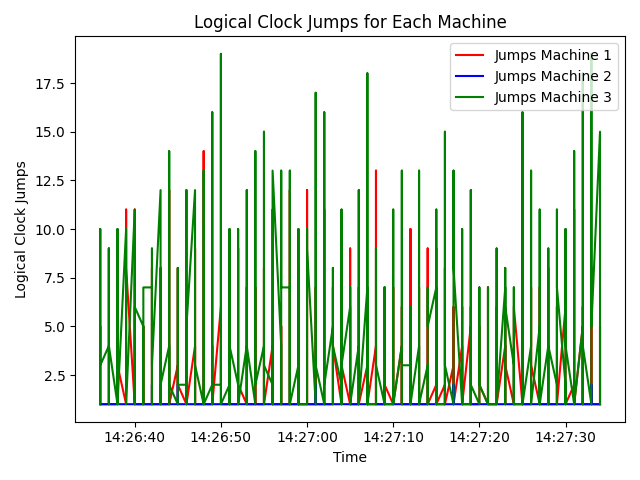 Logical Clock Jumps for Each Machine
Jumps Machine 1
Jumps Machine 2
Jumps Machine 3
Logical Clock Jumps
17.5
15.0
12.5
10.0
7.5
5.0
2.5
14:26:40 14:26:50 14:27:00 14:27:10 14:27:20 14:27:30
Time